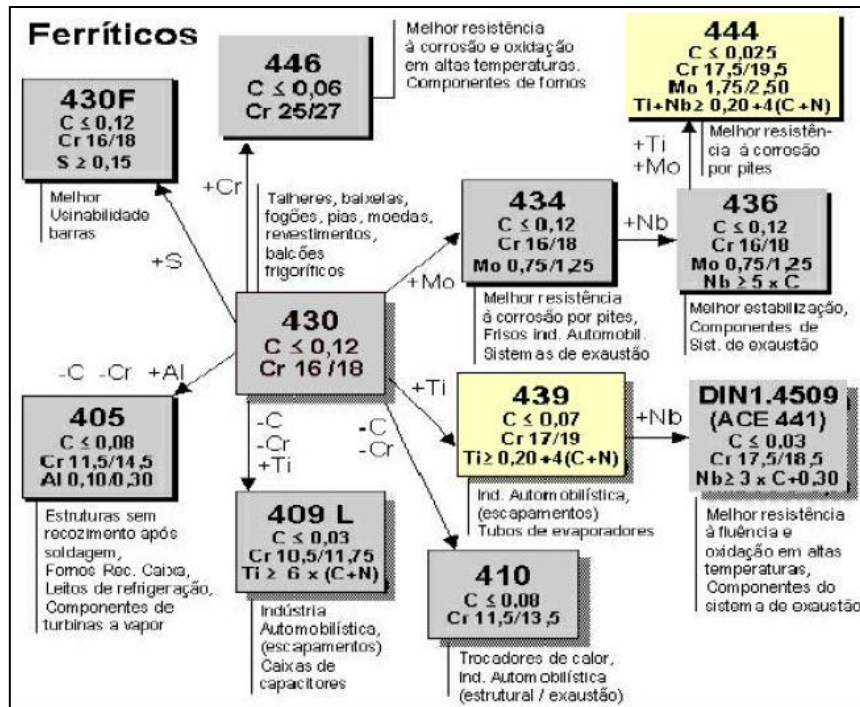 Ferríticos
446
C ≤ 0,06
Cr 25/27
Melhor resistência
à corrosão e oxidação
em altas temperaturas.
Componentes de fornos
444
C ≤ 0,025
Cr 17,5/19,5
Mo 1,75/2,50
Ti+Nb ≥ 0,20+4(C+N)
430F
C ≤ 0,12
Cr 16/18
S ≥ 0,15
Melhor
Usinabilidade
barras
+S
+Cr
Talheres, baixelas,
fogões, pias, moedas,
revestimentos,
balcões
frigoríficos
+Ti
+Mo
Melhor resistên-
cia à corrosão
por pites
434
C ≤ 0,12
Cr 16/18
Mo 0,75/1,25
+Nb
436
C ≤ 0,12
Cr 16/18
Mo 0,75/1,25
Nb ≥ 5 x C
+Mo
Melhor resistência
à corrosão por pites,
Frisos ind. Automobil.
Sistemas de exaustão
Melhor estabilização,
Componentes de
Sist. de exaustão
430
C ≤ 0,12
Cr 16/18
-C -Cr +Al
405
C ≤ 0,08
Cr 11,5/14,5
Al 0,10/0,30
Estruturas sem
recozimento após
soldagem,
Fornos Rec. Caixa,
Leitos de refrigeração,
Componentes de
turbinas a vapor
-C
-Cr
+Ti
409 L
C ≤ 0,03
Cr 10,5/11,75
Ti ≥ 6 x (C+N)
Indústria
Automobilística,
(escapamentos)
Caixas de
capacitores
-C
-Cr
+Ti
439
C ≤ 0,07
Cr 17/19
Ti ≥ 0,20+4(C+N)
Ind. Automobilística,
(escapamentos)
Tubos de evaporadores
+Nb
DIN1.4509
(ACE 441)
C ≤ 0,03
Cr 17,5/18,5
Nb ≥ 3 x C+0,30
Melhor resistência
à fluência e
oxidação em altas
temperaturas,
Componentes do
sistema de exaustão
410
C ≤ 0,08
Cr 11,5/13,5
Trocadores de calor,
Ind. Automobilística
(estrutural / exaustão)